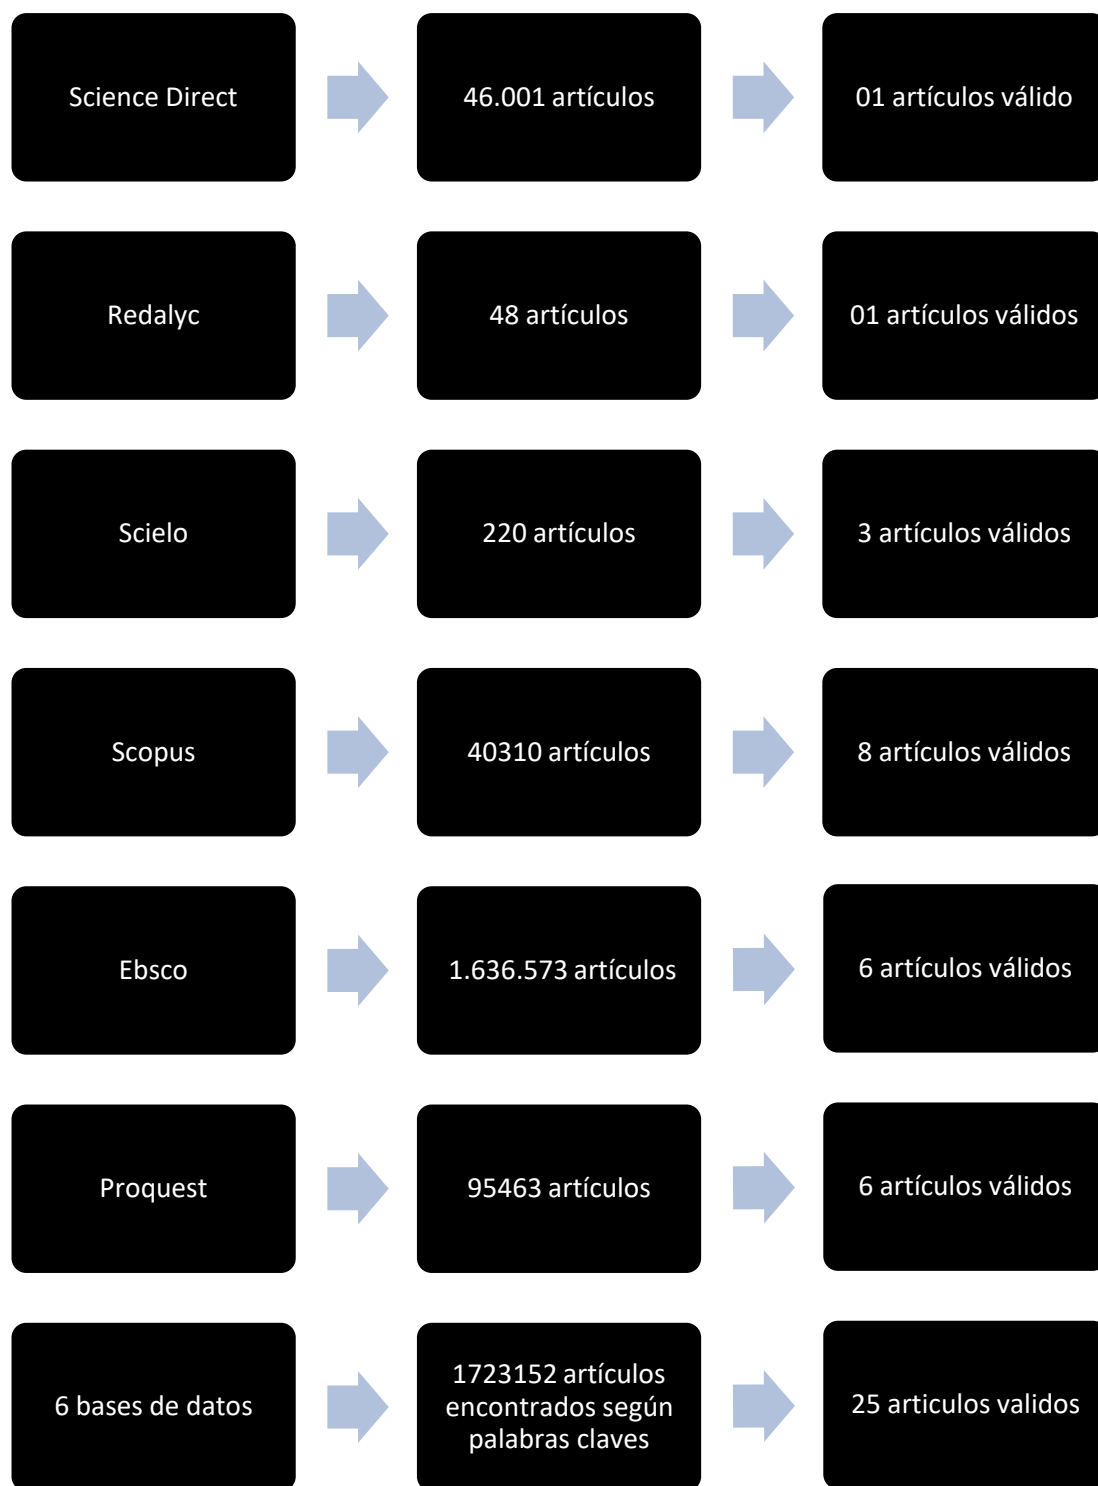 Science Direct
46.001 artículos
01 artículos válido
Redalyc
48 artículos
01 artículos válidos
Scielo
220 artículos
3 artículos válidos
Scopus
40310 artículos
8 artículos válidos
Ebsco
1.636.573 artículos
6 artículos válidos
Proquest
95463 artículos
6 artículos válidos
6 bases de datos
1723152 artículos
encontrados según
palabras claves
25 articulos validos